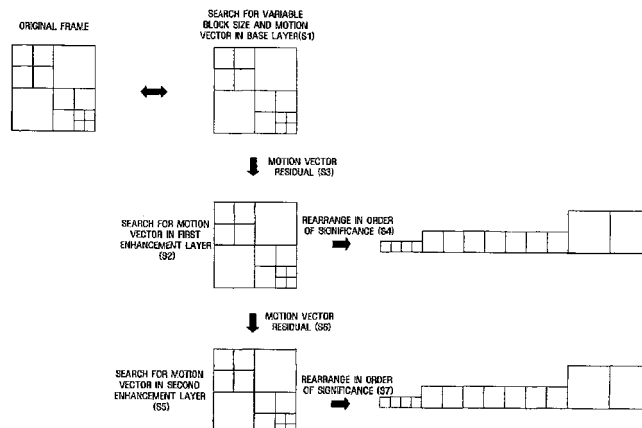 ORIGINAL FRAME
SEARCH FOR VARIABLE
BLOCK SIZE AND MOTION
VECTOR IN BASE LAYER(S1)
MOTION VECTOR
RESIDUAL (S3)
SEARCH FOR MOTION
VECTOR IN FIRST
ENHANCEMENT LAYER
(S2)
REARRANGE IN ORDER
OF SIGNIFICANCE (S4)
MOTION VECTOR
RESIDUAL (S6)
SEARCH FOR MOTION
VECTOR IN SECOND
ENHANCEMENT LAYER
(S5)
REARRANGE IN ORDER
OF SIGNIFICANCE (S7)